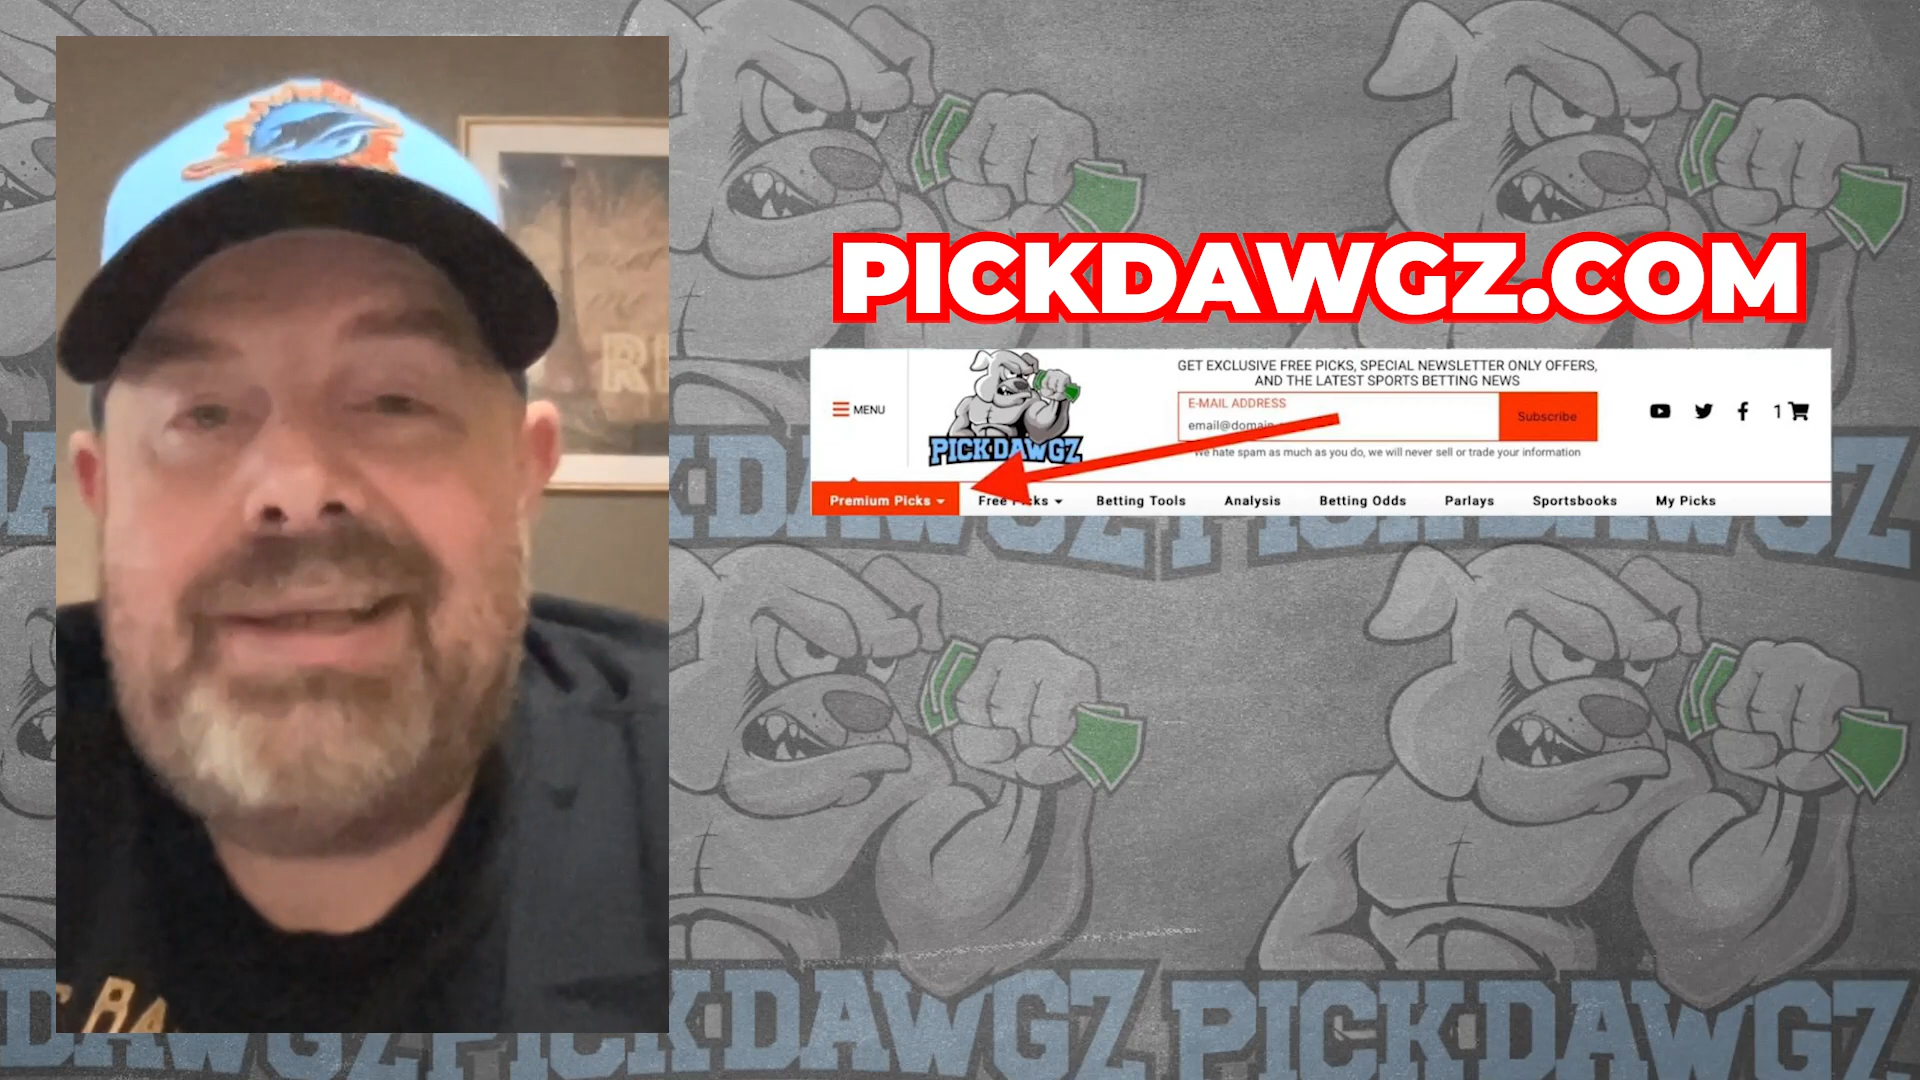 PICKDAWGZ.COM
MENU
PICKDAWGZ
GET EXCLUSIVE FREE PICKS, SPECIAL NEWSLETTER ONLY OFFERS,
AND THE LATEST SPORTS BETTING NEWS
E-MAIL ADDRESS
Subscribe
1
hate spam as much as you do, we will never sell or trade your information
Premium Picks
Free Betting Tools Analysis Betting Odds Parlays Sportsbooks My Picks
PICKDAWGZ
PICKDAWGZ